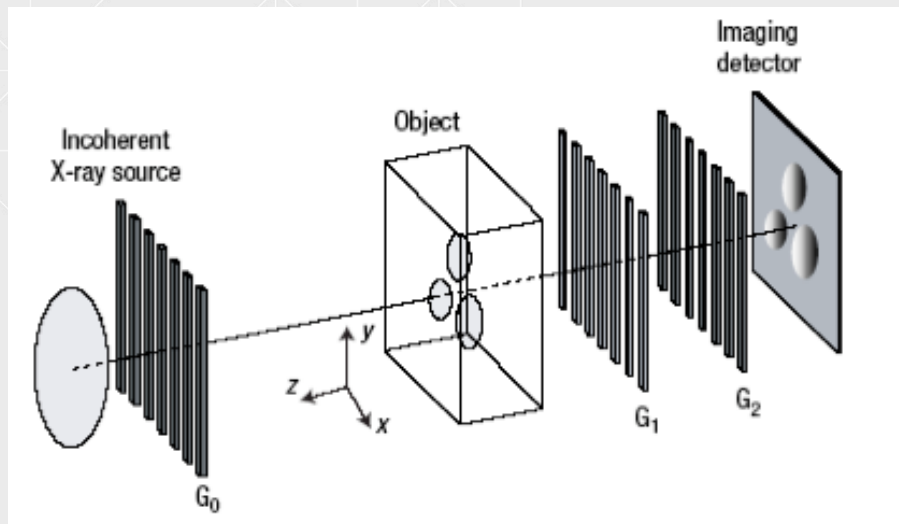 Imaging
detector
Object
Incoherent
X-ray source
y
z
x
G1
G2
G0